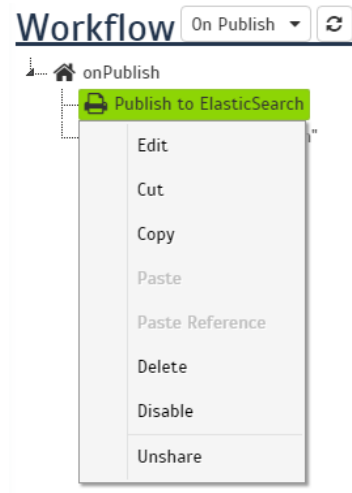 Workflow On Publish
onPublish
Publish to ElasticSearch
Edit
Cut
Copy
Paste
Paste Reference
Delete
Disable
Unshare